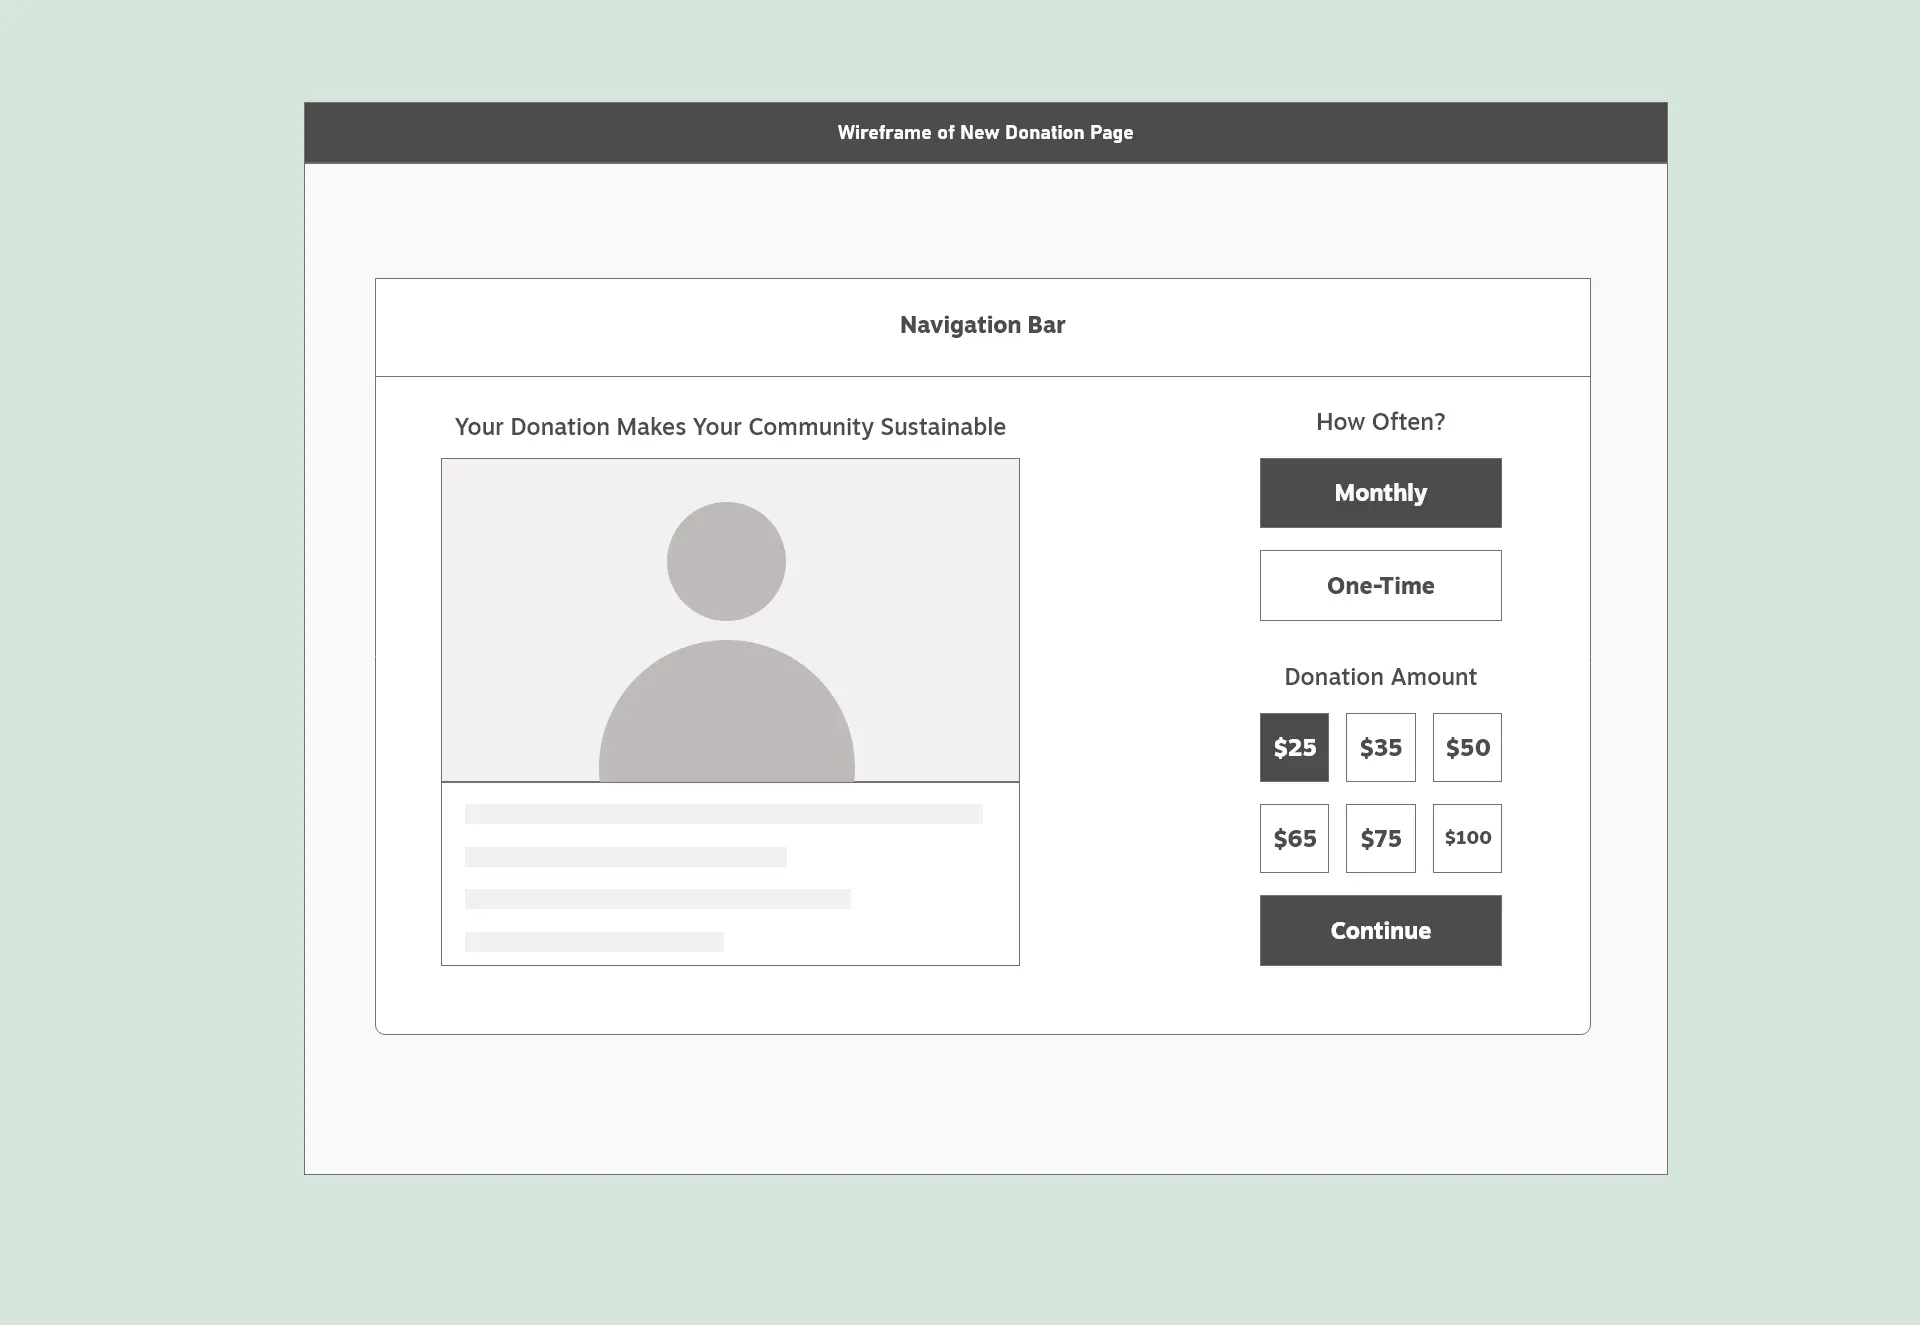 Wireframe of New Donation Page
Navigation Bar
Your Donation Makes Your Community Sustainable
How Often?
Monthly
One-Time
Donation Amount
$25 $35 $50
$65 $75 $100
Continue